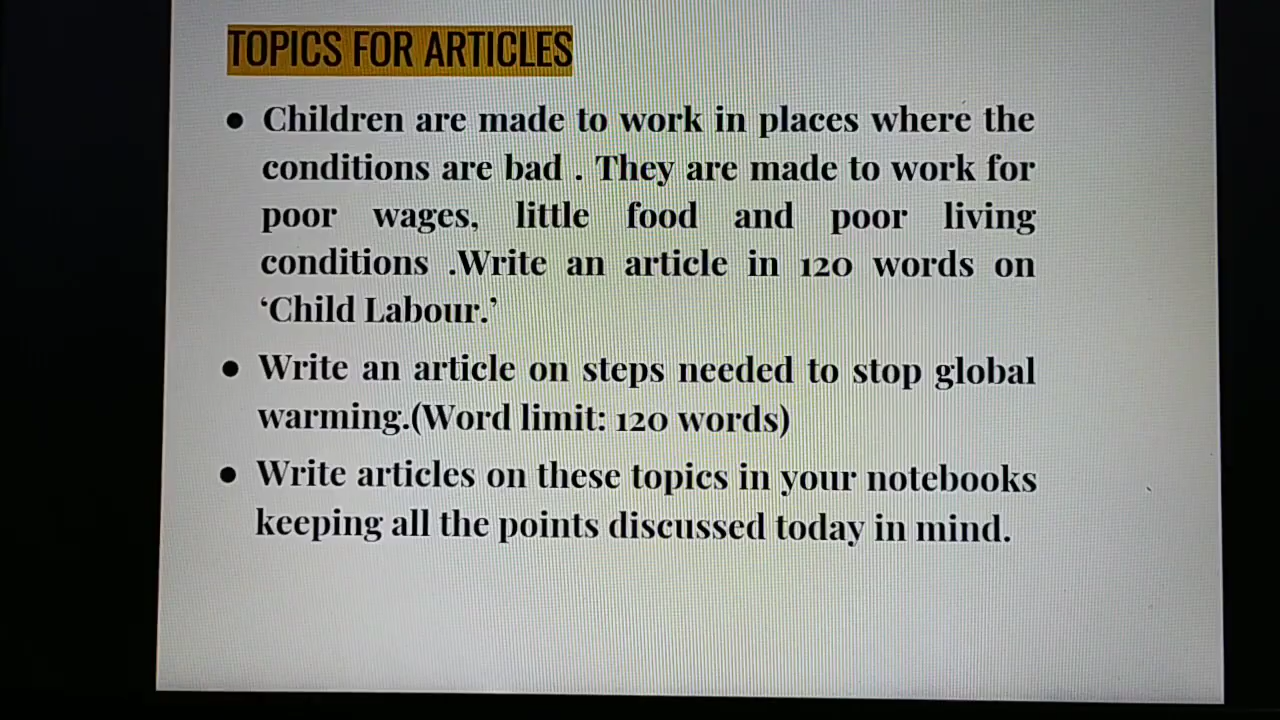 TOPICS FOR ARTICLES
● Children are made to work in places where the
conditions are bad . They are made to work for
poor wages, little food and poor living
conditions .Write an article in 120 words on
‘Child Labour.’
● Write an article on steps needed to stop global
warming.(Word limit: 120 words)
● Write articles on these topics in your notebooks
keeping all the points discussed today in mind.